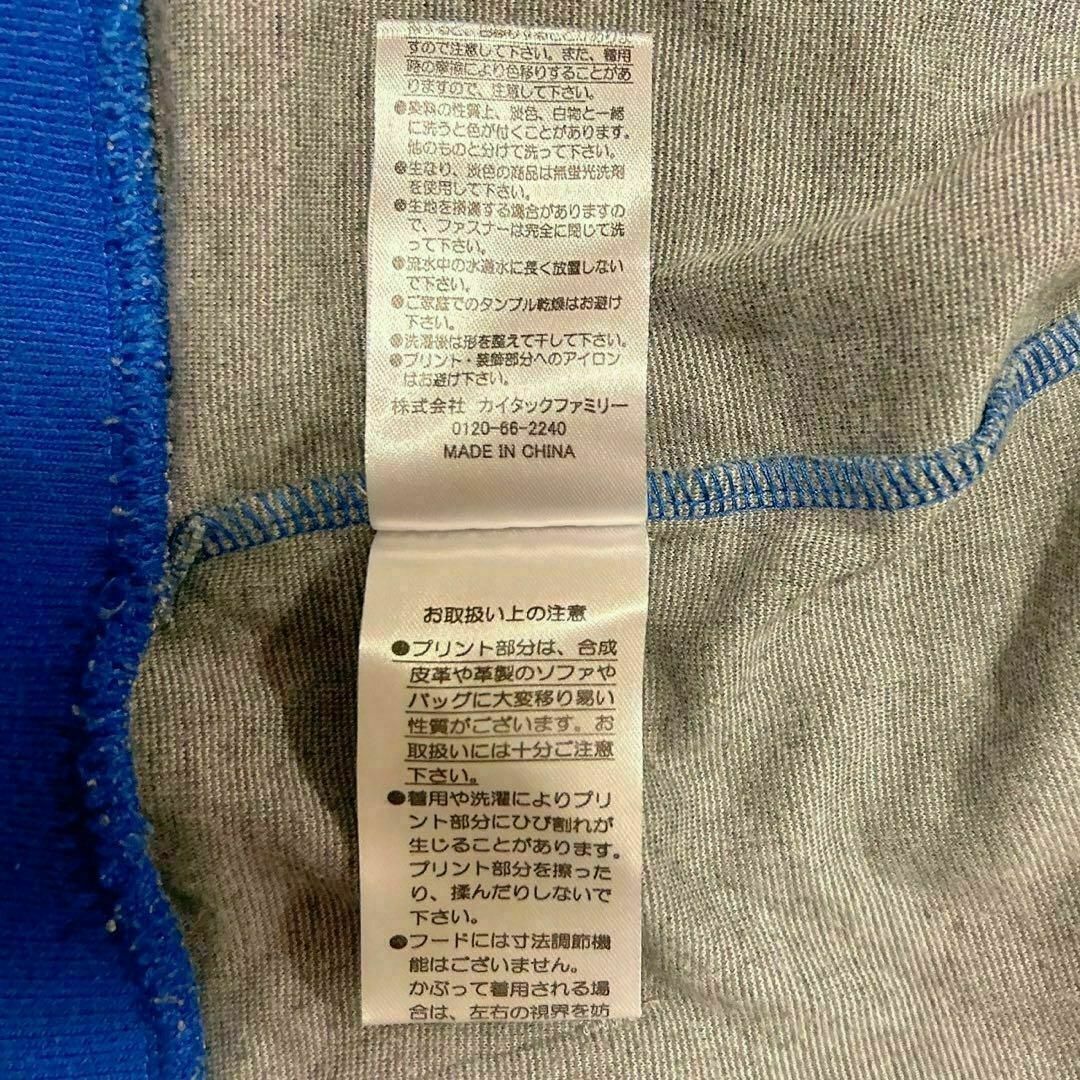 すので注意して下さい。また、着用
時の摩擦により色移りすることがあ
りますので、注意して下さい。
●染料の性質上、淡色、白物と一緒
に洗うと色が付くことがあります。
他のものと分けて洗って下さい。
●生なり、淡色の商品は無蛍光洗剤
を使用して下さい。
●生地を損傷する場合がありますの
で、ファスナーは完全に閉じて洗
って下さい。
●流水中の水道水に長く放置しない
で下さい。
●ご家庭でのタンブル乾燥はお避け
下さい。
●洗濯後は形を整えて干して下さい。
●プリント・装飾部分へのアイロン
はお避け下さい。
株式会社 カイタックファミリー
0120-66-2240
MADE IN CHINA
お取扱い上の注意
●プリント部分は、合成
皮革や革製のソファや
バッグに大変移り易い
性質がございます。お
取扱いには十分ご注意
下さい。
●着用や洗濯によりプリ
ント部分にひび割れが
生じることがあります。
プリント部分を擦った
り、揉んだりしないで
下さい。
●フードには寸法調節機
能はございません。
かぶって着用される場
合は、左右の視界を妨